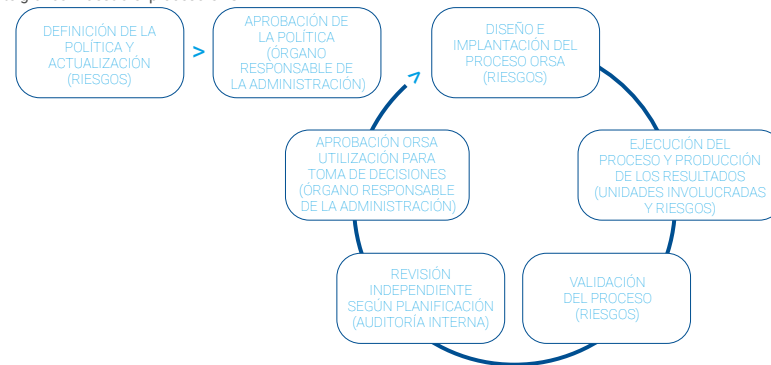 DEFINICIÓN DE LA
POLÍTICA Y
ACTUALIZACIÓN
(RIESGOS)
>
APROBACIÓN DE
LA POLÍTICA
(ÓRGANO
RESPONSABLE DE
LA ADMINISTRACIÓN)
DISEÑO E
IMPLANTACIÓN DEL
PROCESO ORSA
(RIESGOS)
EJECUCIÓN DEL
PROCESO Y PRODUCCIÓN
DE LOS RESULTADOS
(UNIDADES INVOLUCRADAS
Y RIESGOS)
VALIDACIÓN
DEL PROCESO
(RIESGOS)
REVISIÓN
INDEPENDIENTE
SEGÚN PLANIFICACIÓN
(AUDITORÍA INTERNA)
APROBACIÓN ORSA
UTILIZACIÓN PARA
TOMA DE DECISIONES
(ÓRGANO RESPONSABLE
DE LA ADMINISTRACIÓN)